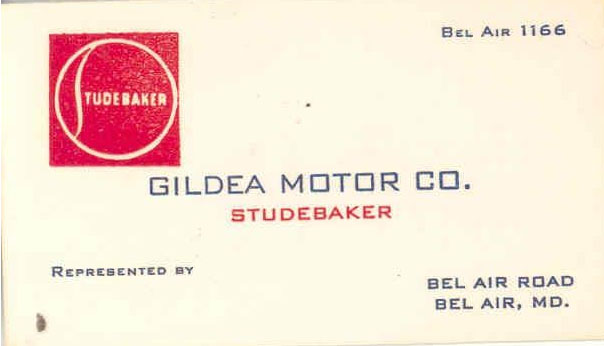 STUDEBAKER
BEL AIR 1166
GILDEA MOTOR CO.
STUDEBAKER
REPRESENTED BY
BEL AIR ROAD
BEL AIR, MD.